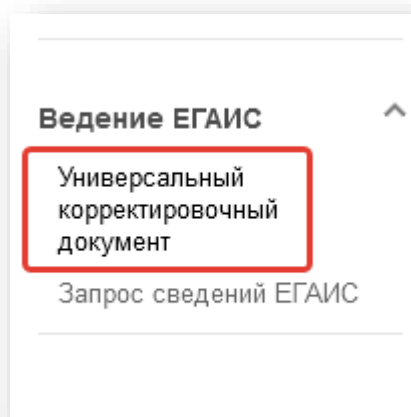 Ведение ЕГАИС
Универсальный
корректировочный
документ
Запрос сведений ЕГАИС